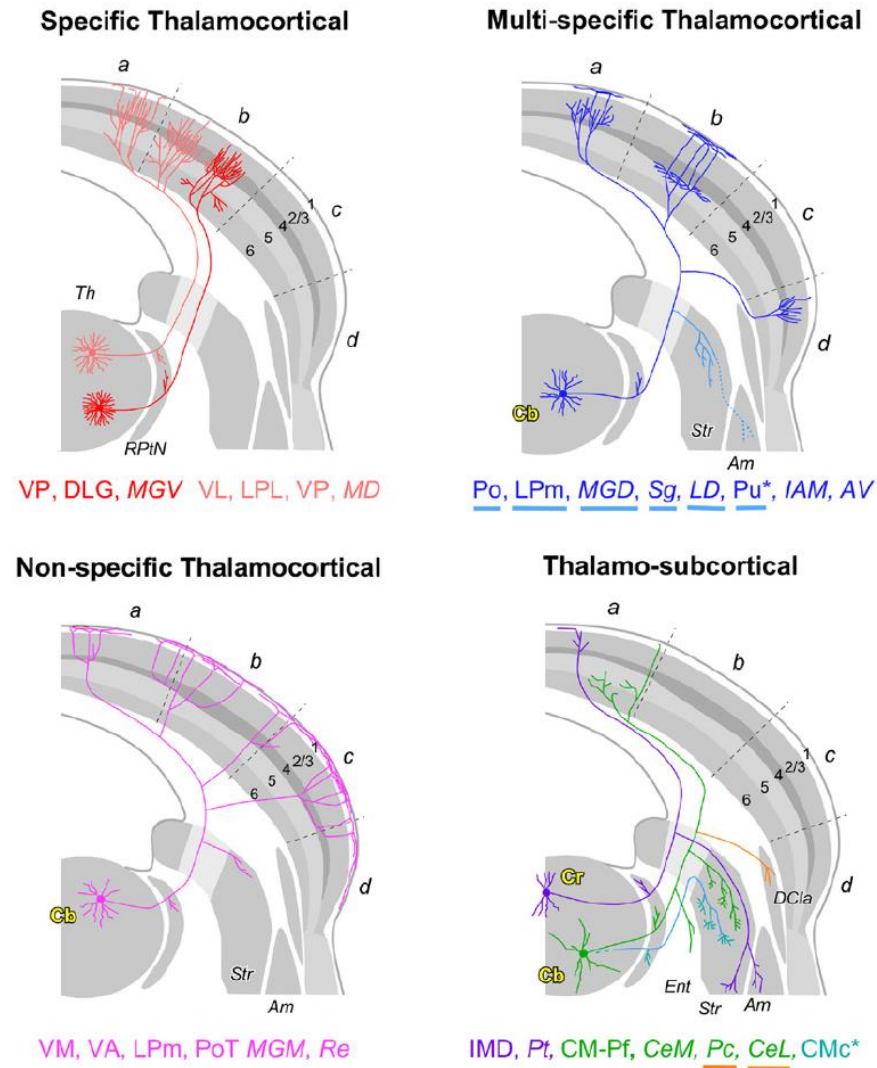 Specific Thalamocortical
a
b
1
2/3
4
5
6
c
Th
d
RPtN
VP, DLG, MGV VL, LPL, VP, MD
Multi-specific Thalamocortical
a
b
1
2/3
4
5
6
c
d
Cb
Str
Am
Po, LPm, MGD, Sg, LD, Pu*, IAM, AV
Non-specific Thalamocortical
a
b
1
2/3
4
5
6
c
d
Cb
Str
Am
VM, VA, LPm, PoT MGM, Re
Thalamo-subcortical
a
b
1
2/3
4
5
6
c
d
Cr
DCla
Cb
Ent
Str
Am
IMD, Pt, CM-Pf, CeM, Pc, CeL, CMc*